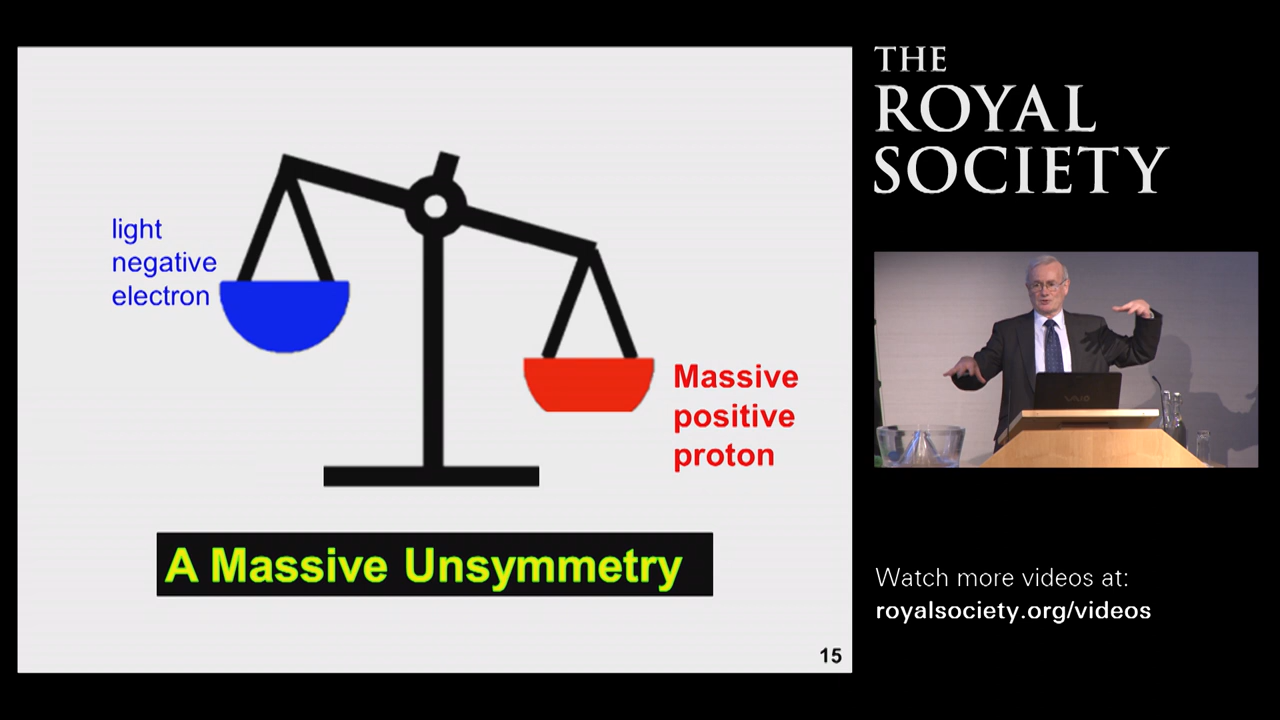 light
negative
electron
Massive
positive
proton
A Massive Unsymmetry
15
THE
ROYAL
SOCIETY
VAIO
Watch more videos at:
royalsociety.org/videos